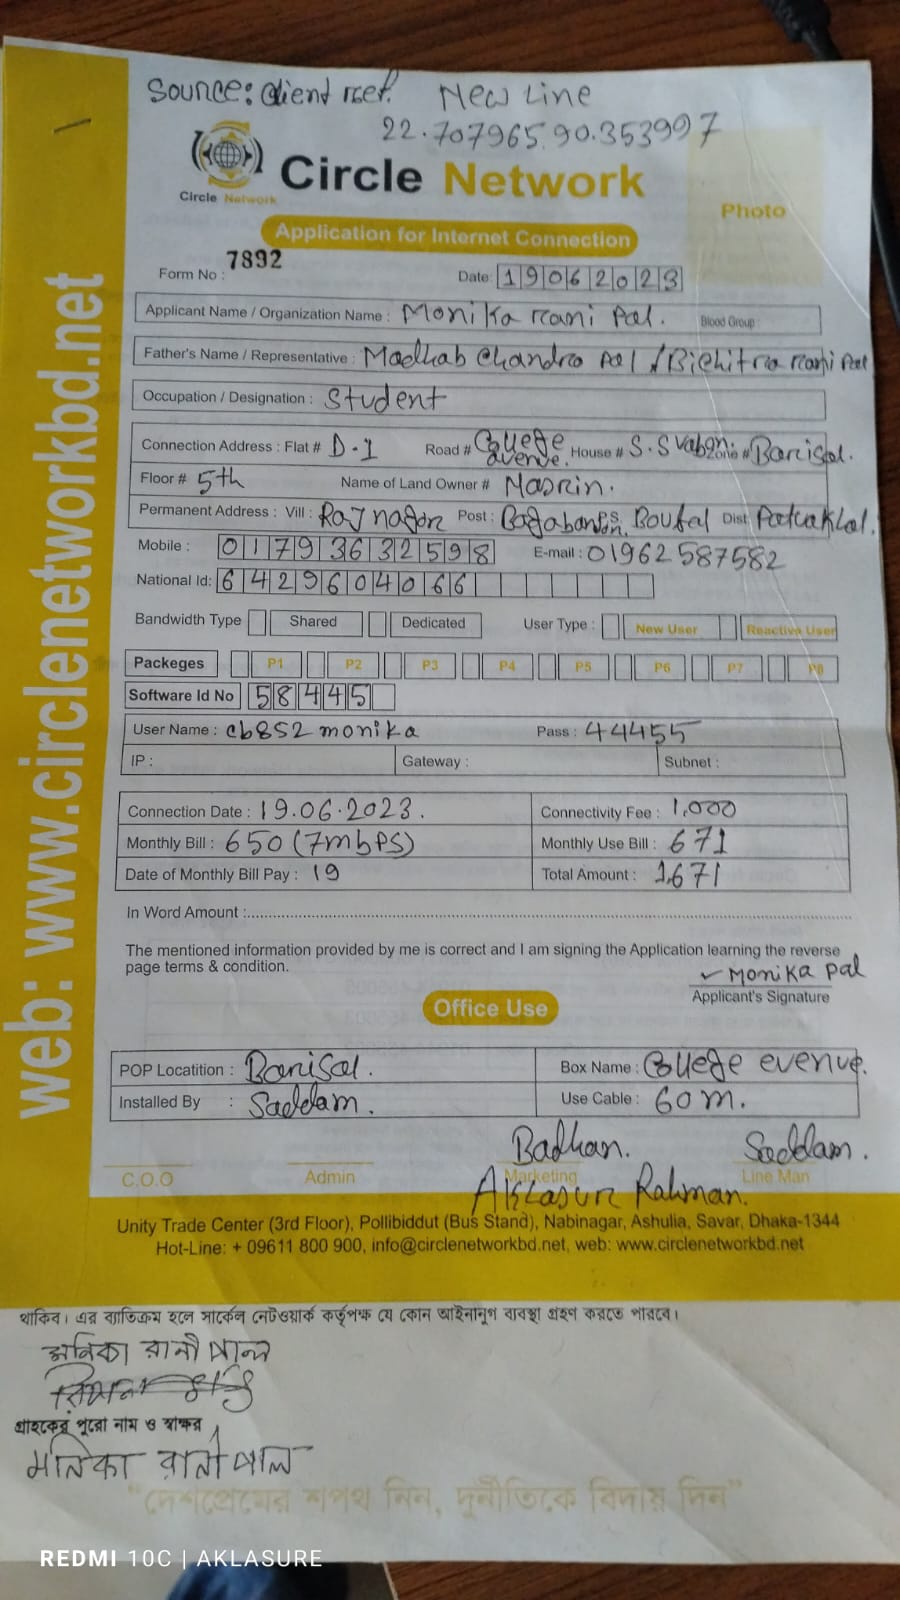 Source: Client ref. New Line
22.707965.90.353997
Circle Network
Circle Network
Photo
Application for Internet Connection
Form No : 7892 Date: 19062023
Applicant Name / Organization Name : Monika rani Pal. Blood Group :
Father's Name / Representative : Madhab Chandra Pal / Bichitra rani Pal
Occupation / Designation : Student
Connection Address : Flat # D-1 Road # College avenue. House # S.S Vabon. Zone # Barisal.
Floor # 5th Name of Land Owner # Nasrin.
Permanent Address : Vill : Rajnagor Post : PS: Boufal Dist: Patuakhal.
Mobile : 01793632598 E-mail : 01962587582
National Id: 6429604066
Bandwidth Type Shared Dedicated User Type : New User Reactive User
Packeges P1 P2 P3 P4 P5 P6 P7 P8
Software Id No 58445
User Name : cb852monika Pass : 44455
IP : Gateway : Subnet :
Connection Date : 19.06.2023. Connectivity Fee : 1,000
Monthly Bill : 650 (7mbps) Monthly Use Bill : 671
Date of Monthly Bill Pay : 19 Total Amount : 1,671
In Word Amount :
The mentioned information provided by me is correct and I am signing the Application learning the reverse
page terms & condition.
Monika Pal
Applicant's Signature
Office Use
POP Locatition : Barisal. Box Name : College evenue.
Installed By : Saddam. Use Cable : 60m.
Badhan. Saddam.
C.O.O Admin Marketing Line Man
Aklasur Rahman.
Unity Trade Center (3rd Floor), Pollibiddut (Bus Stand), Nabinagar, Ashulia, Savar, Dhaka-1344
Hot-Line: + 09611 800 900, info@circlenetworkbd.net, web: www.circlenetworkbd.net
web: www.circlenetworkbd.net
থাকিব। এর ব্যতিক্রম হলে সার্কেল নেটওয়ার্ক কর্তৃপক্ষ যে কোন আইনানুগ ব্যবস্থা গ্রহণ করতে পারবে।
মনিকা রানী পাল
গ্রাহকের পুরো নাম ও স্বাক্ষর
মনিকা রানী পাল
"দেশপ্রেমের শপথ নিন, দুর্নীতিকে বিদায় দিন"
REDMI 10C | AKLASURE